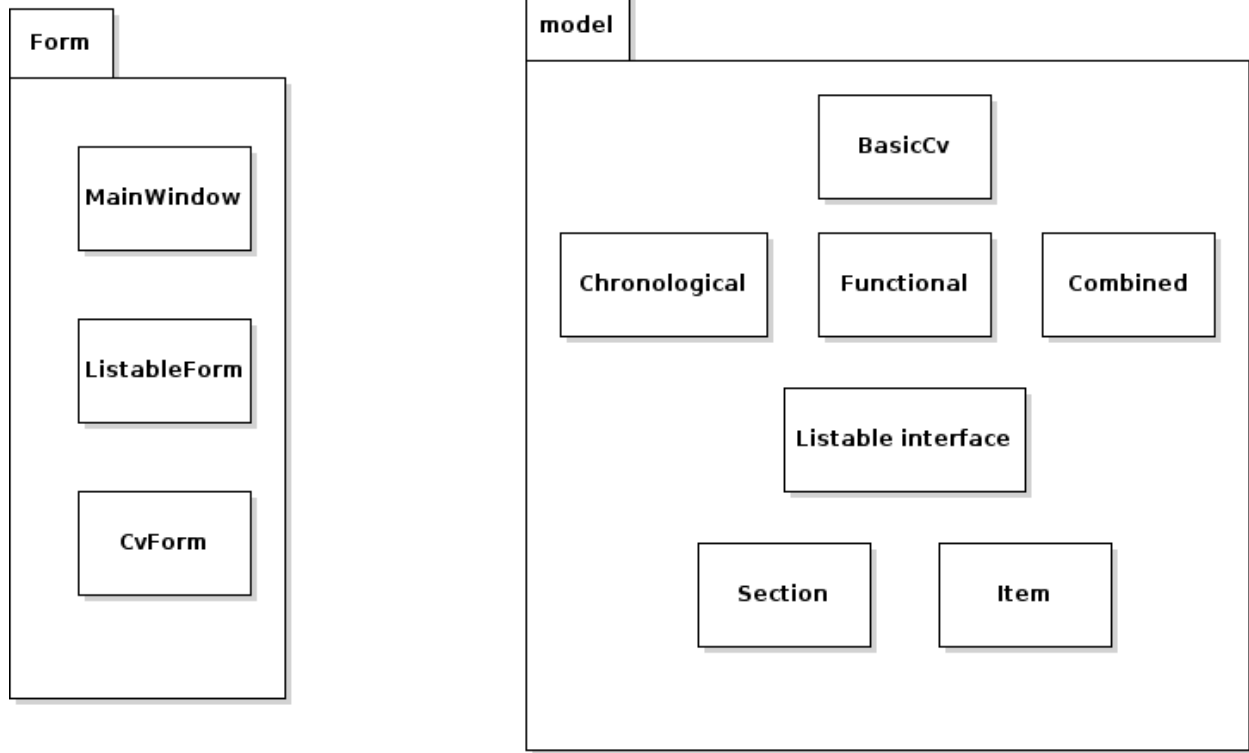 Form
MainWindow
ListableForm
CvForm
model
BasicCv
Chronological
Functional
Combined
Listable interface
Section
Item